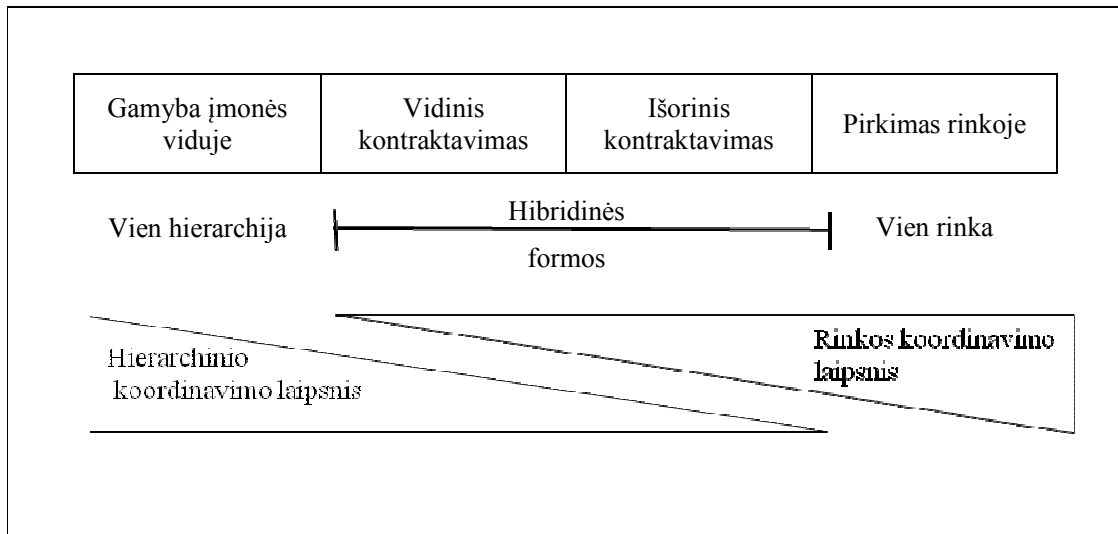 Gamyba įmonės
viduje
Vidinis
kontraktavimas
Išorinis
kontraktavimas
Pirkimas rinkoje
Vien hierarchija
Hibridinės
formos
Vien rinka
Hierarchinio
koordinavimo laipsnis
Rinkos koordinavimo
laipsnis